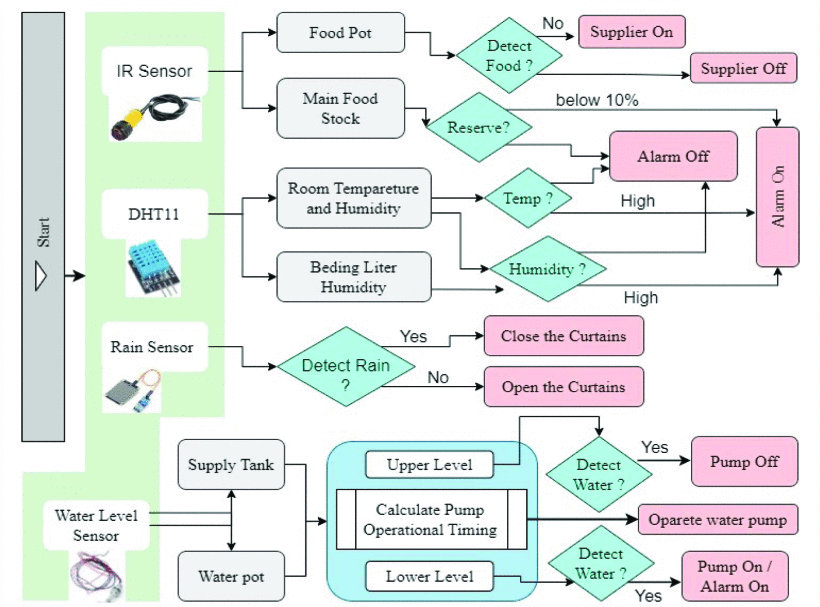 Start
IR Sensor
Food Pot
Detect
Food ?
No
Supplier On
Supplier Off
Main Food
Stock
Reserve?
below 10%
Alarm Off
Alarm On
DHT11
Room Tempareture
and Humidity
Temp ?
High
Beding Liter
Humidity
Humidity ?
High
Rain Sensor
Detect Rain
?
Yes
Close the Curtains
No
Open the Curtains
Water Level
Sensor
Supply Tank
Water pot
Upper Level
Calculate Pump
Operational Timing
Lower Level
Detect
Water ?
Yes
Pump Off
Oparete water pump
Detect
Water ?
Yes
Pump On /
Alarm On